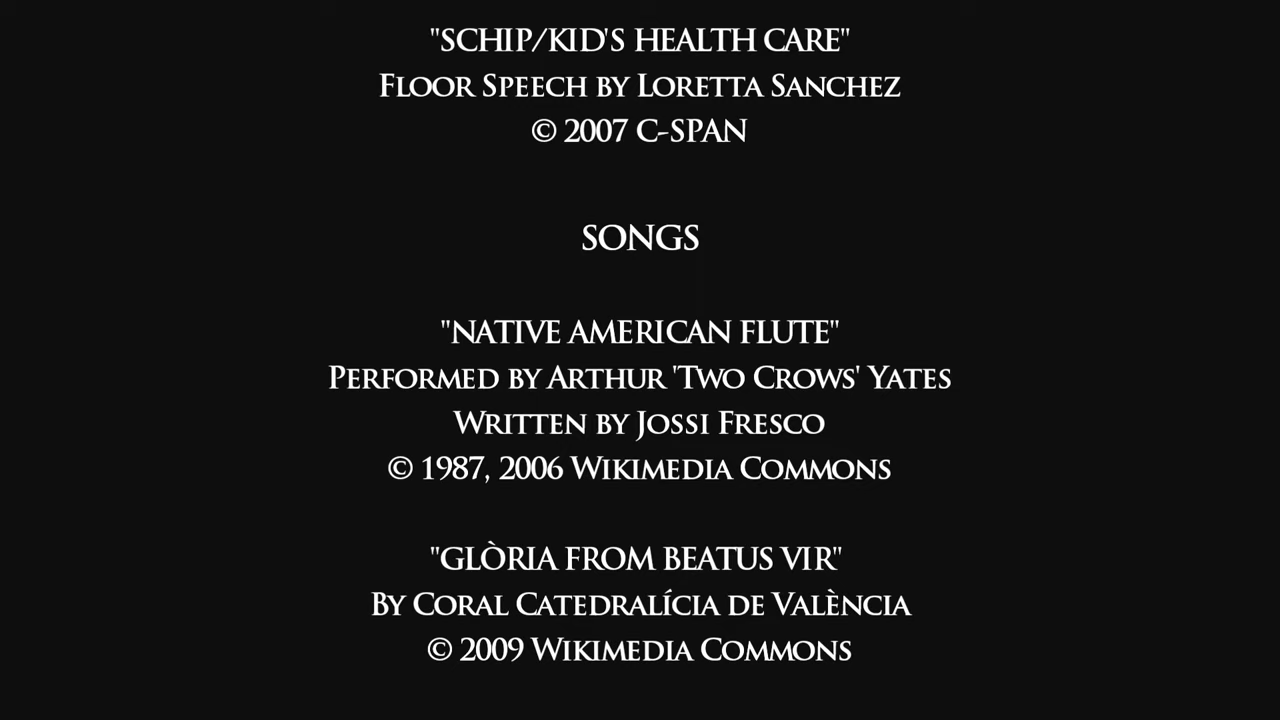 "SCHIP/KID'S HEALTH CARE"
FLOOR SPEECH BY LORETTA SANCHEZ
© 2007 C-SPAN
SONGS
"NATIVE AMERICAN FLUTE"
PERFORMED BY ARTHUR 'TWO CROWS' YATES
WRITTEN BY JOSSI FRESCO
© 1987, 2006 WIKIMEDIA COMMONS
"GLÒRIA FROM BEATUS VIR"
BY CORAL CATEDRALÍCIA DE VALÈNCIA
© 2009 WIKIMEDIA COMMONS